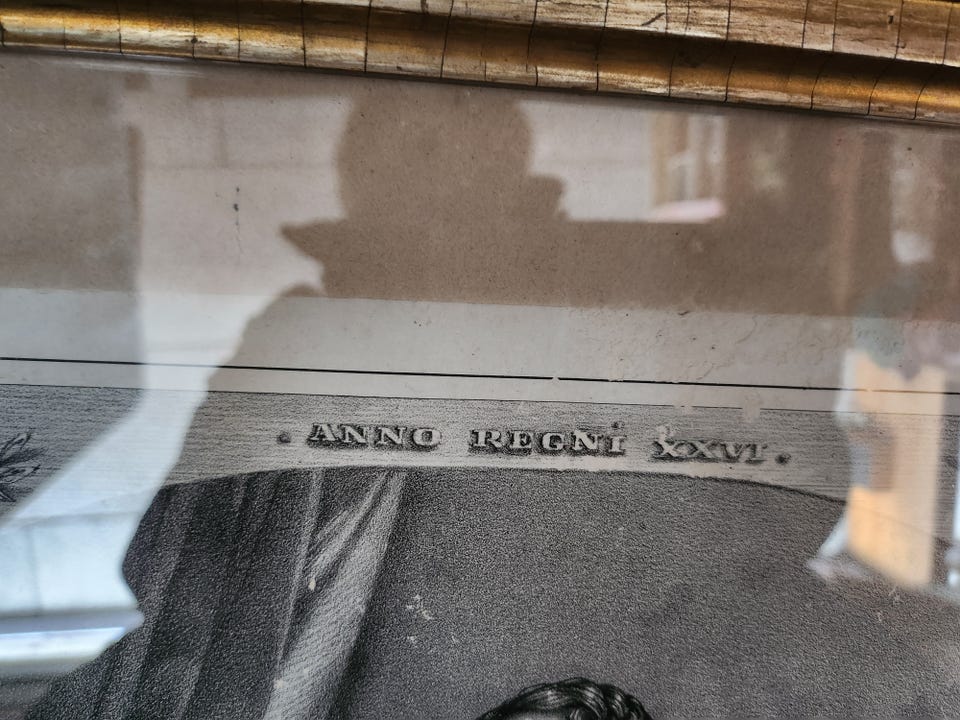 . ANNO REGNI XXVI .